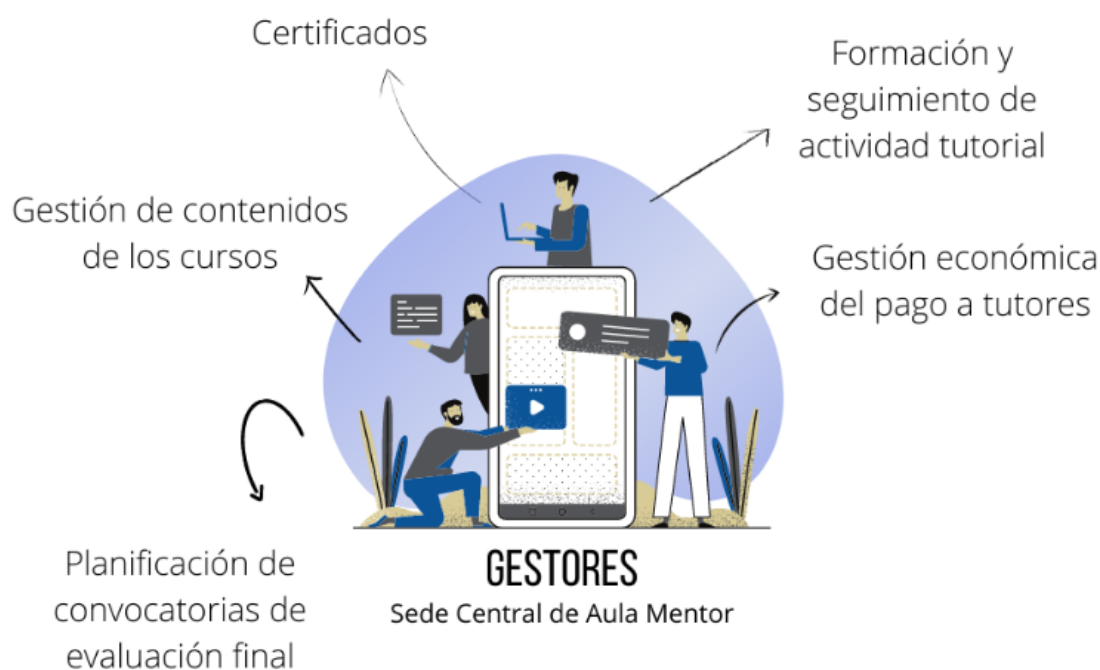 Certificados
Formación y
seguimiento de
actividad tutorial
Gestión de contenidos
de los cursos
Gestión económica
del pago a tutores
Planificación de
convocatorias de
evaluación final
GESTORES
Sede Central de Aula Mentor